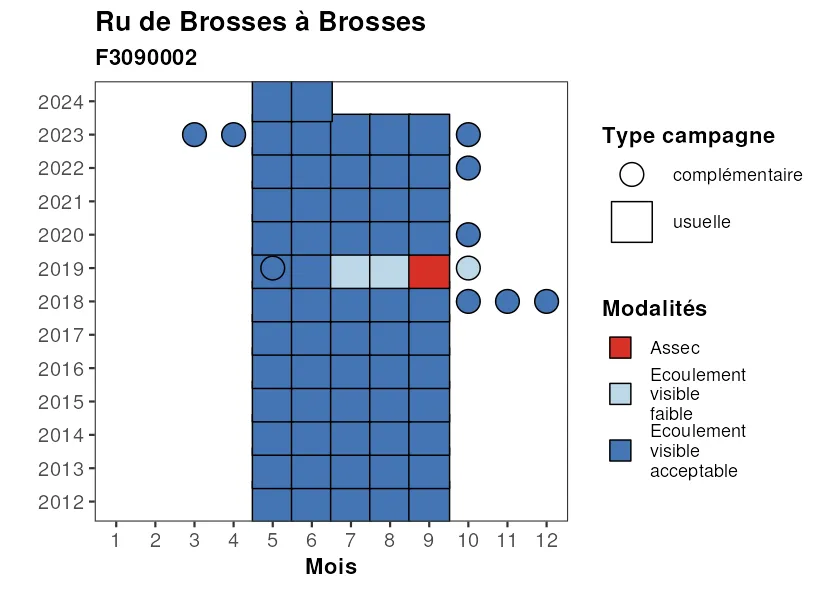 Ru de Brosses à Brosses
F3090002
2024
2023
2022
2021
2020
2019
2018
2017
2016
2015
2014
2013
2012
1 2 3 4 5 6 7 8 9 10 11 12
Mois
Type campagne
complémentaire
usuelle
Modalités
Assec
Ecoulement
visible
faible
Ecoulement
visible
acceptable